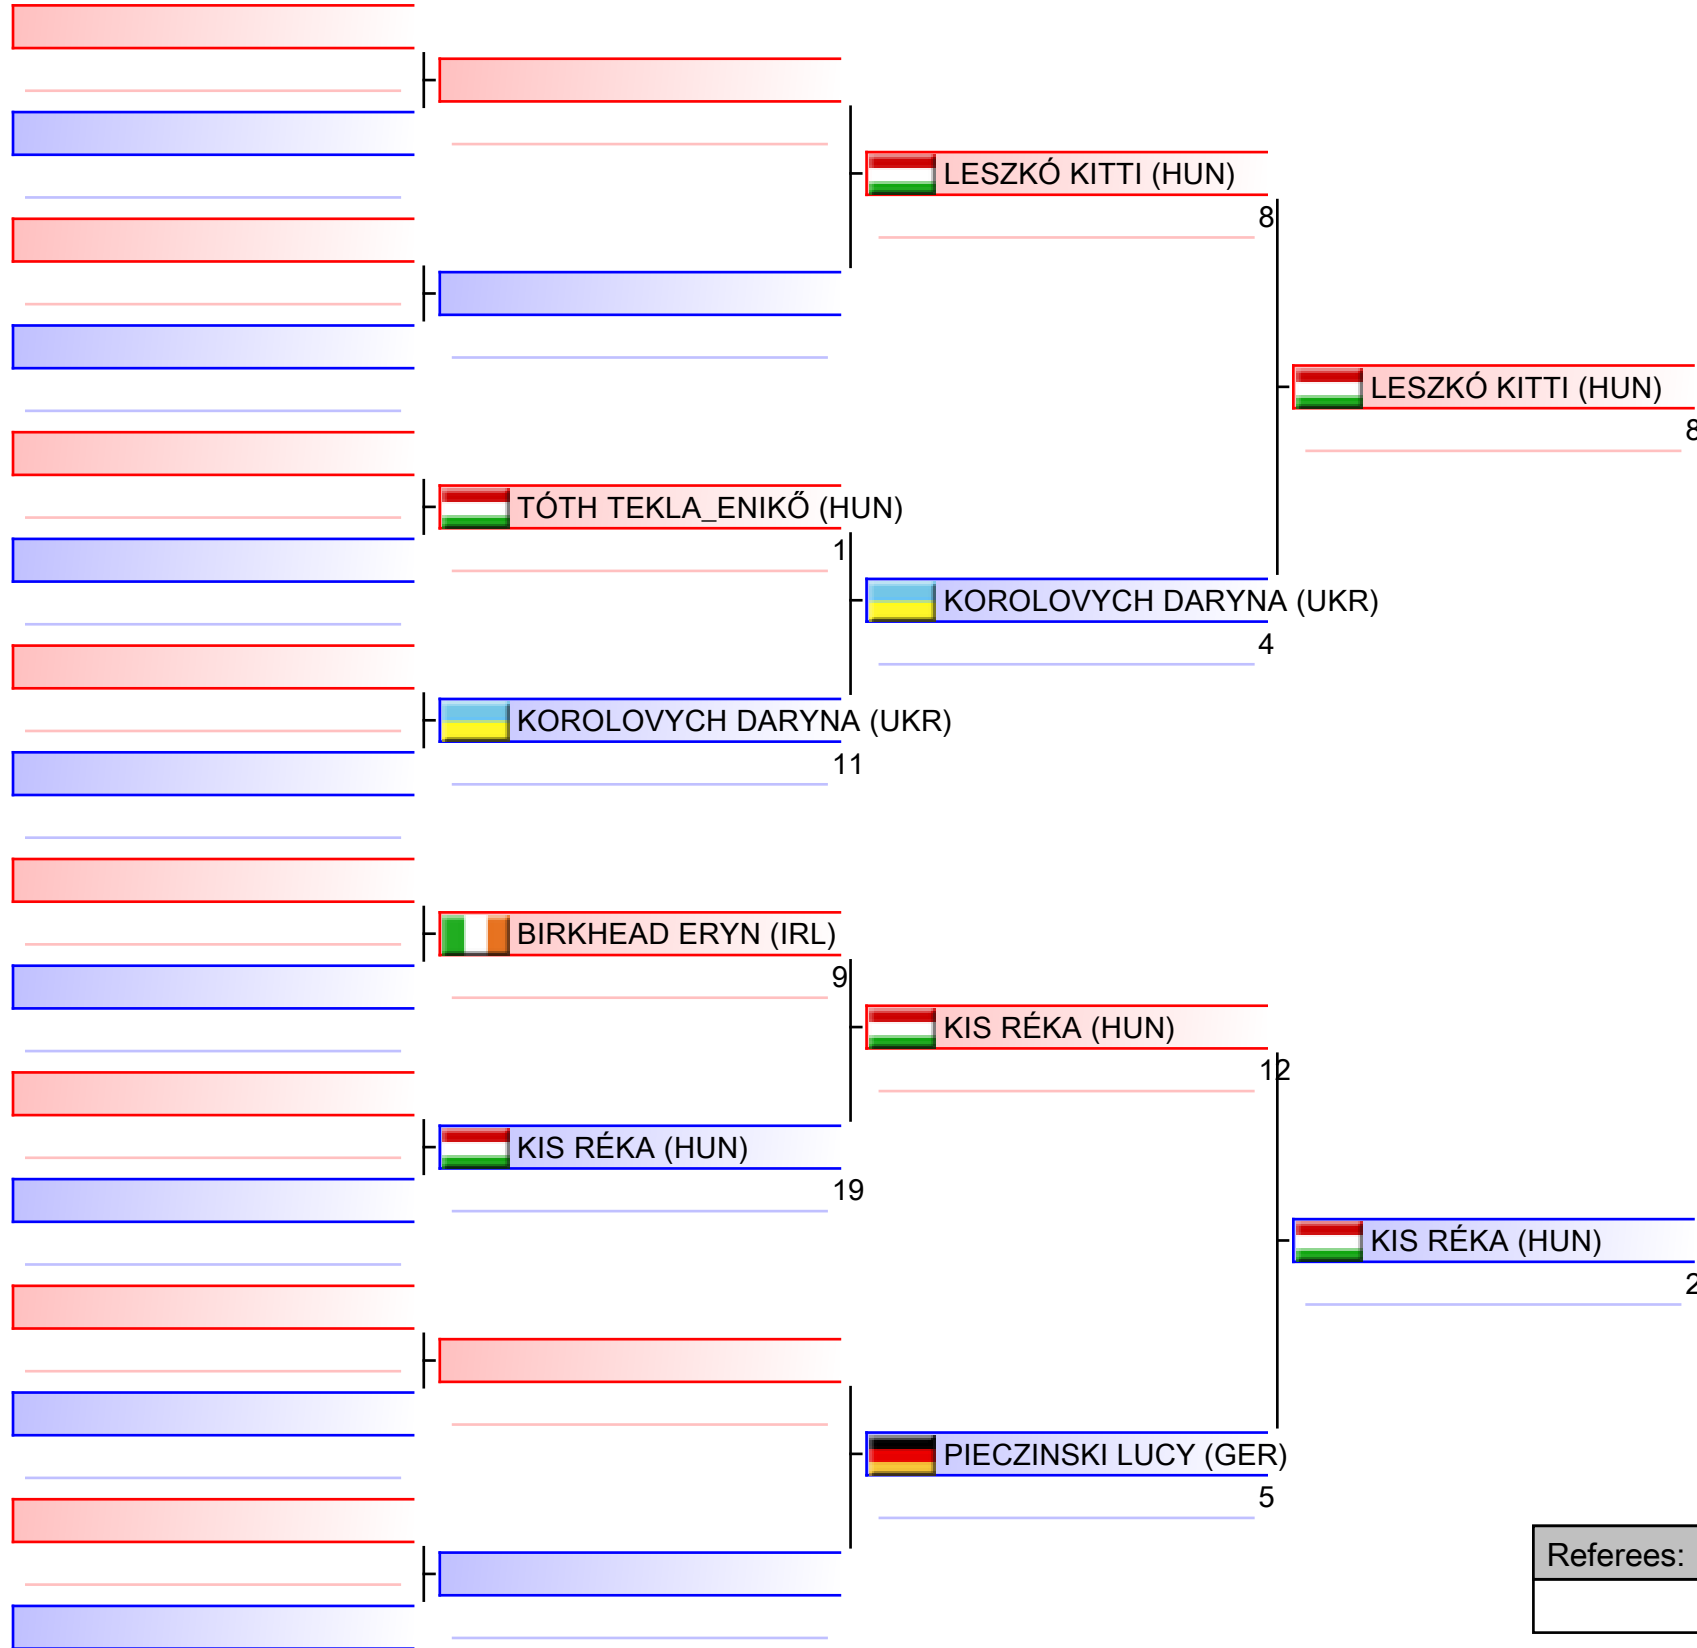 LESZKÓ KITTI (HUN)
8
LESZKÓ KITTI (HUN)
8
TÓTH TEKLA_ENIKŐ (HUN)
1
KOROLOVYCH DARYNA (UKR)
4
KOROLOVYCH DARYNA (UKR)
11
BIRKHEAD ERYN (IRL)
9
KIS RÉKA (HUN)
12
KIS RÉKA (HUN)
19
KIS RÉKA (HUN)
2
PIECZINSKI LUCY (GER)
5
Referees: